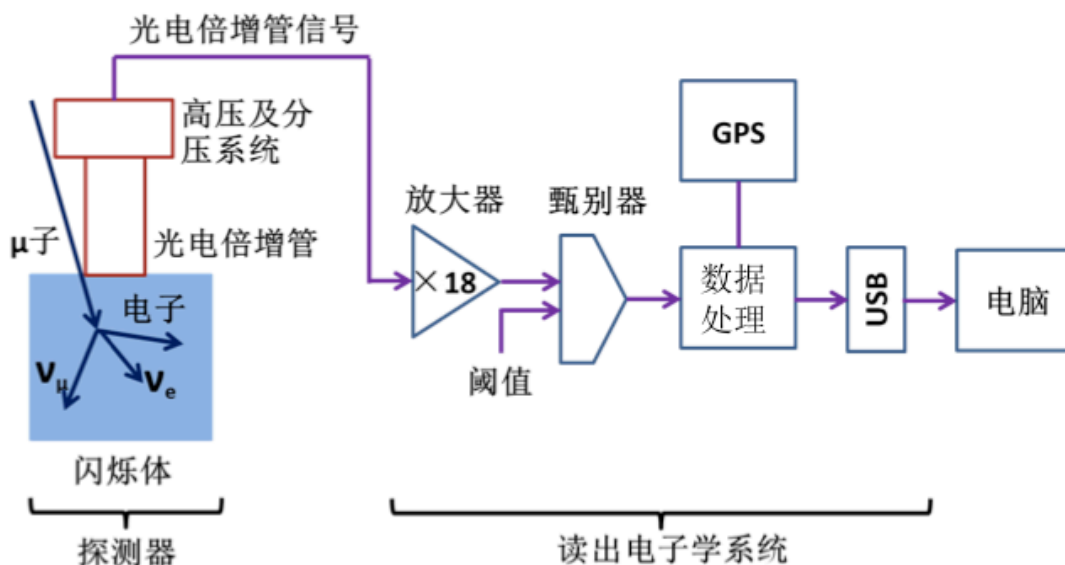 光电倍增管信号
高压及分
压系统
μ子
光电倍增管
电子
νμ
νe
闪烁体
探测器
放大器
×18
甄别器
阈值
GPS
数据
处理
USB
电脑
读出电子学系统